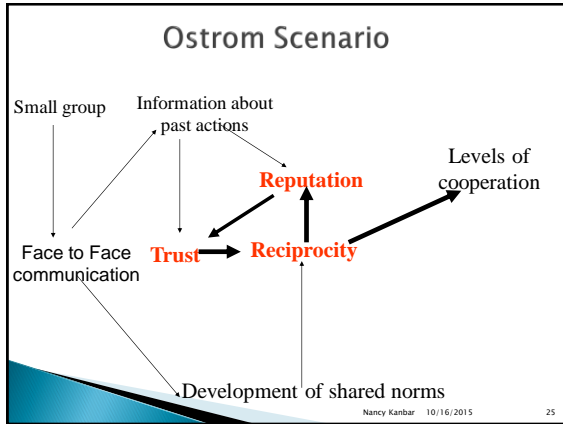 Ostrom Scenario
Small group
Information about
past actions
Levels of
cooperation
Reputation
Face to Face
communication
Trust
Reciprocity
Development of shared norms
Nancy Kanbar 10/16/2015 25